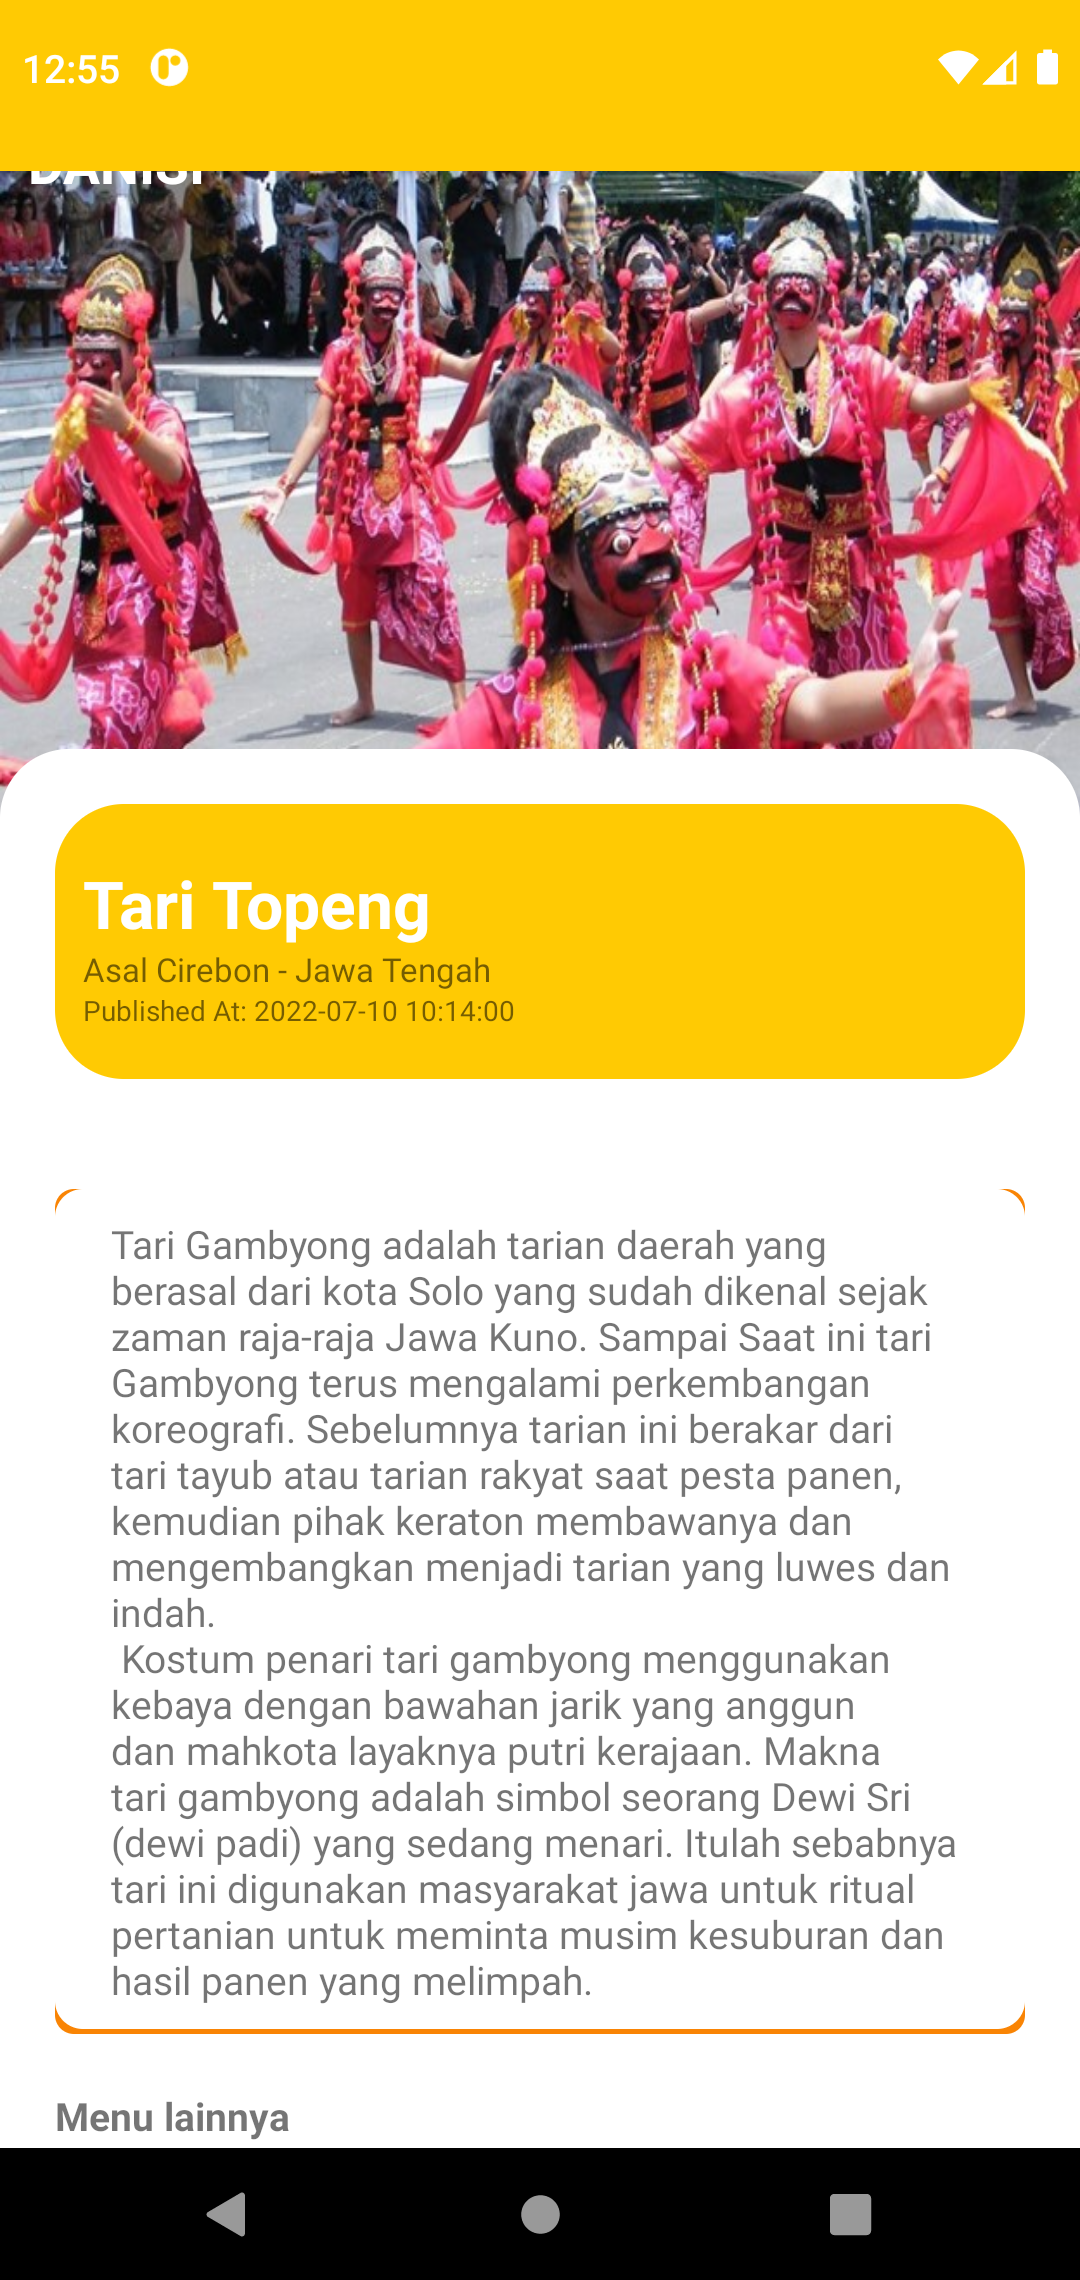 12:55
Tari Topeng
Asal Cirebon - Jawa Tengah
Published At: 2022-07-10 10:14:00
Tari Gambyong adalah tarian daerah yang
berasal dari kota Solo yang sudah dikenal sejak
zaman raja-raja Jawa Kuno. Sampai Saat ini tari
Gambyong terus mengalami perkembangan
koreografi. Sebelumnya tarian ini berakar dari
tari tayub atau tarian rakyat saat pesta panen,
kemudian pihak keraton membawanya dan
mengembangkan menjadi tarian yang luwes dan
indah.
Kostum penari tari gambyong menggunakan
kebaya dengan bawahan jarik yang anggun
dan mahkota layaknya putri kerajaan. Makna
tari gambyong adalah simbol seorang Dewi Sri
(dewi padi) yang sedang menari. Itulah sebabnya
tari ini digunakan masyarakat jawa untuk ritual
pertanian untuk meminta musim kesuburan dan
hasil panen yang melimpah.
Menu lainnya